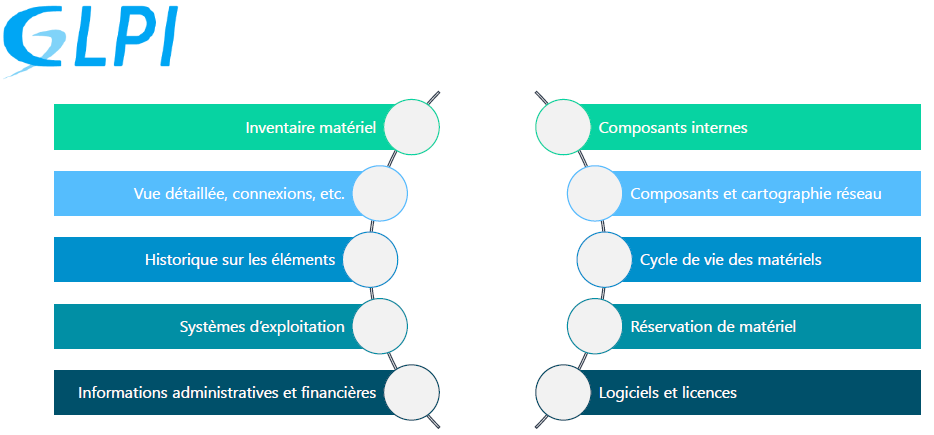 GLPI
Inventaire matériel
Vue détaillée, connexions, etc.
Historique sur les éléments
Systèmes d'exploitation
Informations administratives et financières
Composants internes
Composants et cartographie réseau
Cycle de vie des matériels
Réservation de matériel
Logiciels et licences